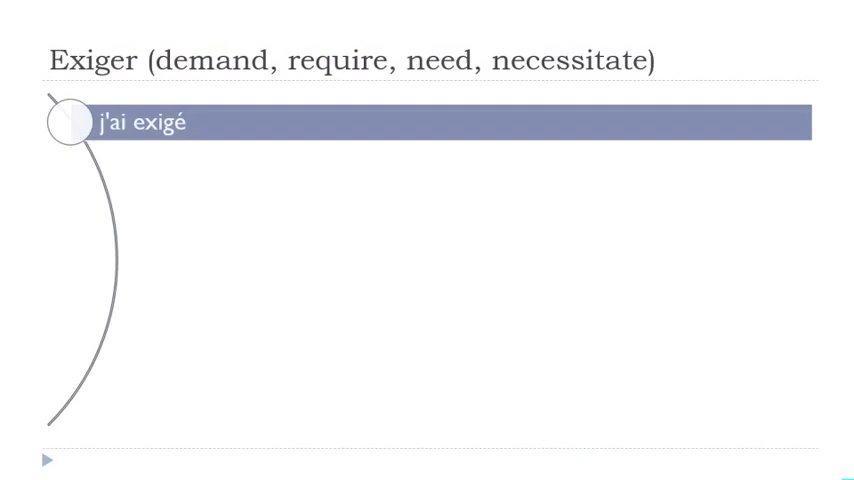 Exiger (demand, require, need, necessitate)
j'ai exigé